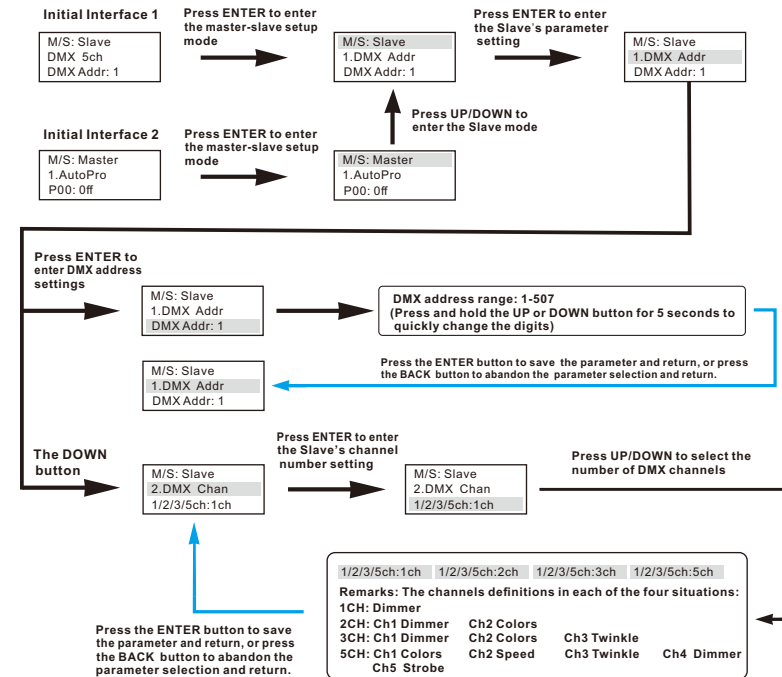 Initial Interface 1
M/S: Slave
DMX 5ch
DMX Addr: 1
Press ENTER to enter
the master-slave setup
mode
M/S: Slave
1.DMX Addr
DMX Addr: 1
Press ENTER to enter
the Slave's parameter
setting
M/S: Slave
1.DMX Addr
DMX Addr: 1
Press UP/DOWN to
enter the Slave mode
Initial Interface 2
M/S: Master
1.AutoPro
P00: 0ff
Press ENTER to enter
the master-slave setup
mode
M/S: Master
1.AutoPro
P00: 0ff
Press ENTER to
enter DMX address
settings
M/S: Slave
1.DMX Addr
DMX Addr: 1
DMX address range: 1-507
(Press and hold the UP or DOWN button for 5 seconds to
quickly change the digits)
Press the ENTER button to save the parameter and return, or press
the BACK button to abandon the parameter selection and return.
M/S: Slave
1.DMX Addr
DMX Addr: 1
The DOWN
button
M/S: Slave
2.DMX Chan
1/2/3/5ch:1ch
Press ENTER to enter
the Slave's channel
number setting
M/S: Slave
2.DMX Chan
1/2/3/5ch:1ch
Press UP/DOWN to select the
number of DMX channels
1/2/3/5ch:1ch 1/2/3/5ch:2ch 1/2/3/5ch:3ch 1/2/3/5ch:5ch
Remarks: The channels definitions in each of the four situations:
1CH: Dimmer
2CH: Ch1 Dimmer Ch2 Colors
3CH: Ch1 Dimmer Ch2 Colors Ch3 Twinkle
5CH: Ch1 Colors Ch2 Speed Ch3 Twinkle Ch4 Dimmer
Ch5 Strobe
Press the ENTER button to save
the parameter and return, or press
the BACK button to abandon the
parameter selection and return.